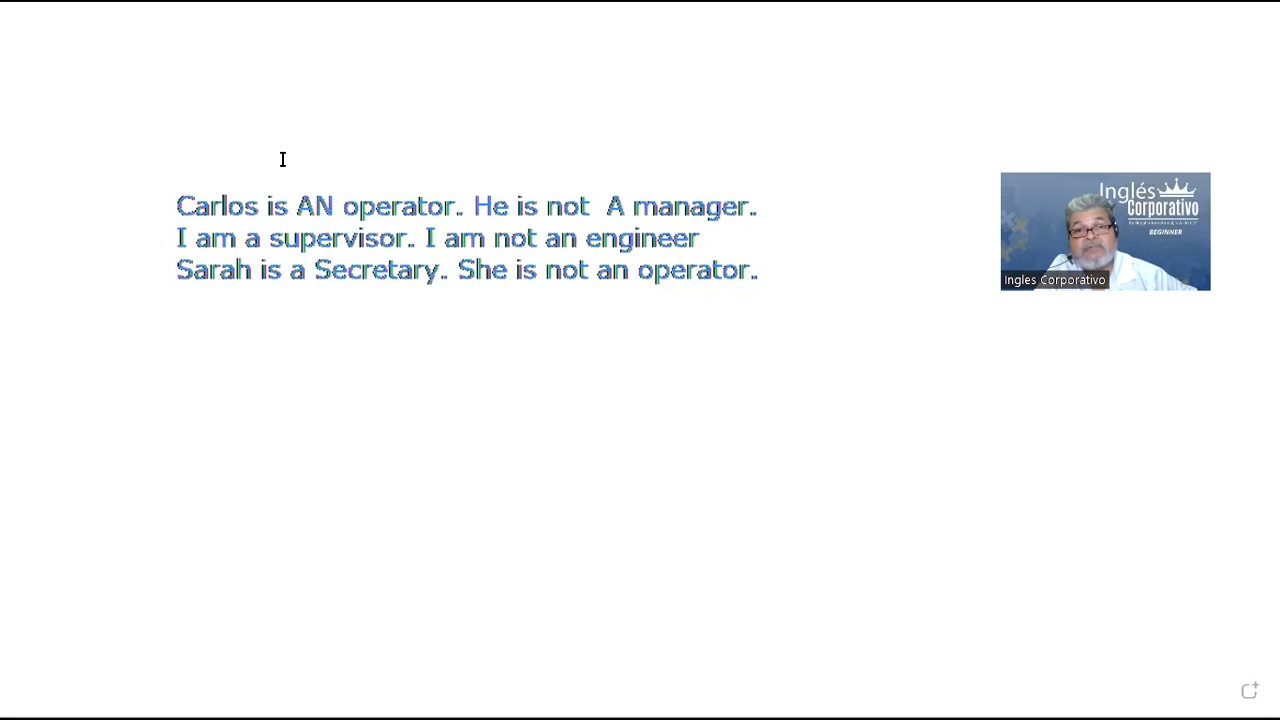 Carlos is AN operator. He is not  A manager.
I am a supervisor. I am not an engineer
Sarah is a Secretary. She is not an operator.
Inglés
Corporativo
BEGINNER
Ingles Corporativo